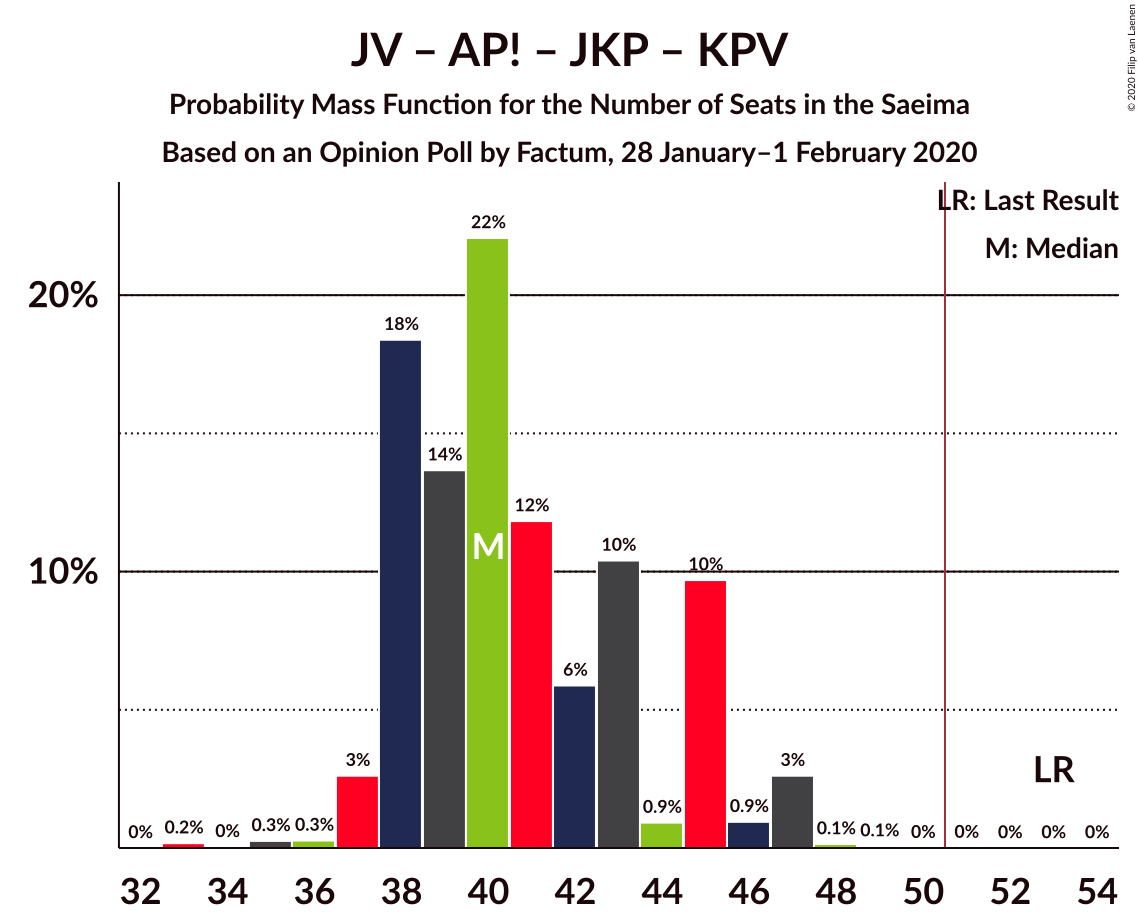 JV – AP! – JKP – KPV
Probability Mass Function for the Number of Seats in the Saeima
Based on an Opinion Poll by Factum, 28 January–1 February 2020
© 2020 Filip van Laenen
LR: Last Result
M: Median
20%
10%
0% 0.2% 0% 0.3% 0.3% 3% 18% 14% 22% 12% 6% 10% 0.9% 10% 0.9% 3% 0.1% 0.1% 0% 0% 0% 0% 0%
M
LR
32 34 36 38 40 42 44 46 48 50 52 54